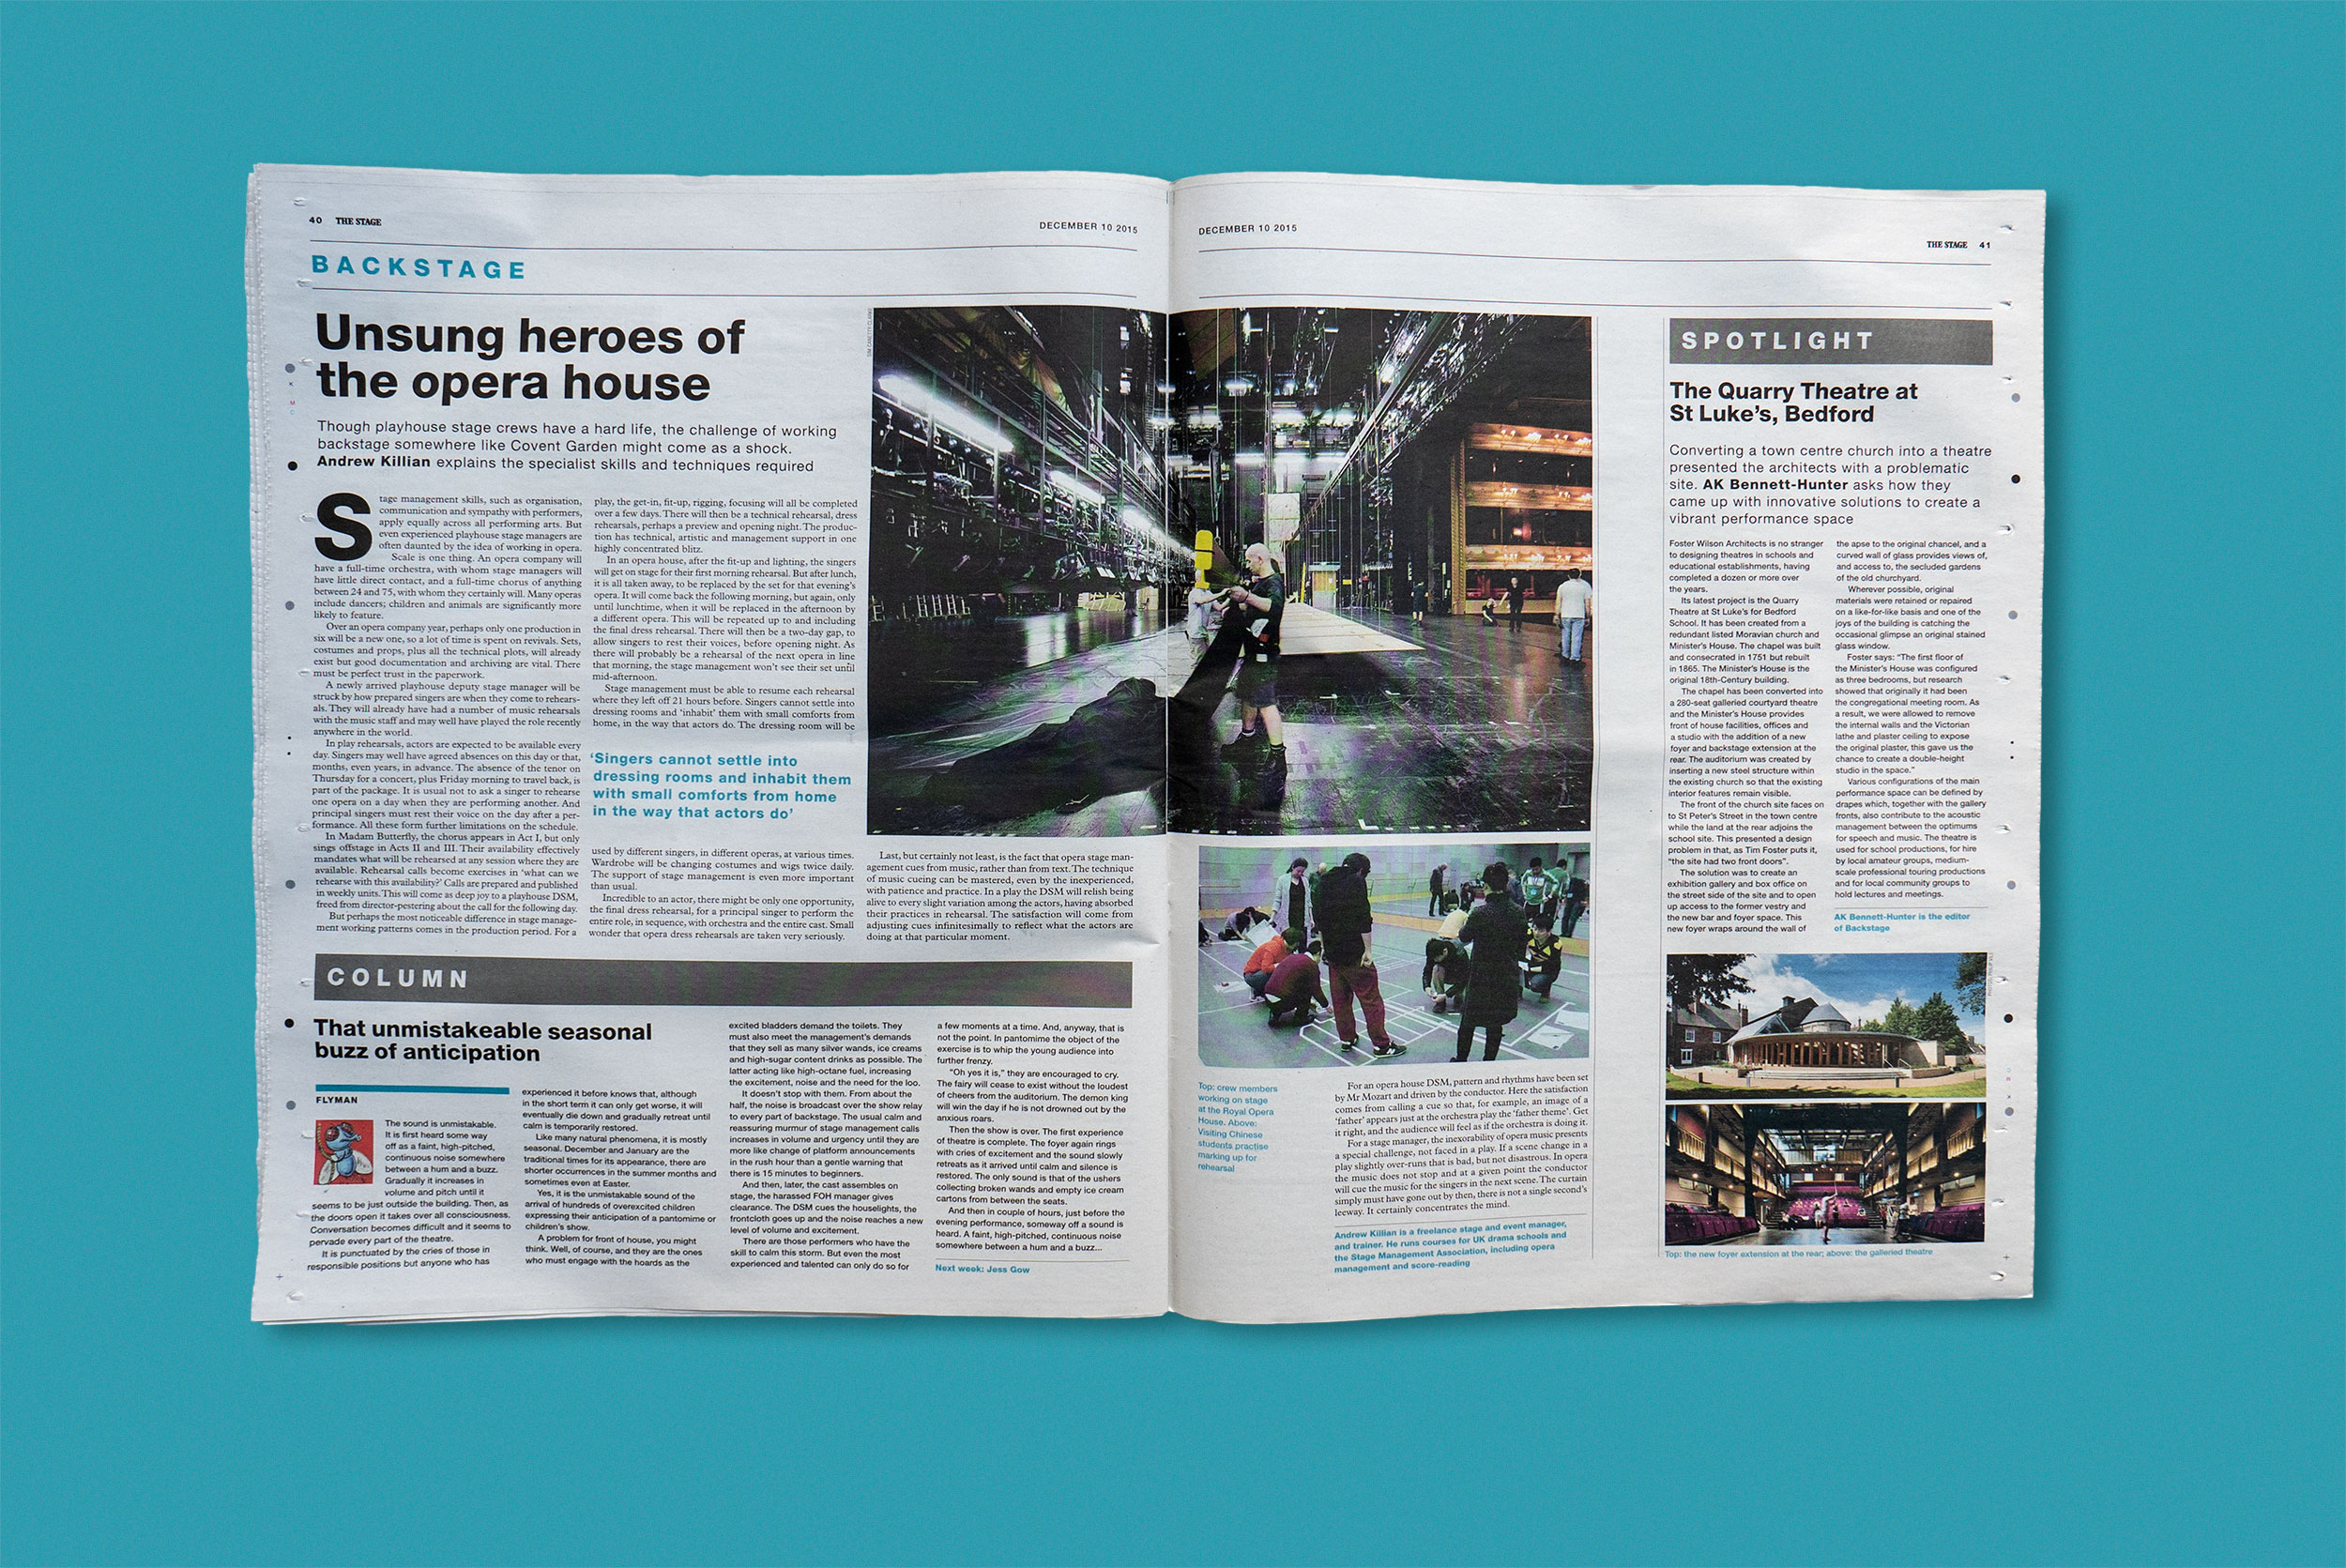 40 THE STAGE
DECEMBER 10 2015
BACKSTAGE
Unsung heroes of
the opera house
Though playhouse stage crews have a hard life, the challenge of working
backstage somewhere like Covent Garden might come as a shock.
Andrew Killian explains the specialist skills and techniques required
Stage management skills, such as organisation,
communication and sympathy with performers,
apply equally across all performing arts. But
even experienced playhouse stage managers are
often daunted by the idea of working in opera.
Scale is one thing. An opera company will
have a full-time orchestra, with whom stage managers will
have little direct contact, and a full-time chorus of anything
between 24 and 75, with whom they certainly will. Many operas
include dancers; children and animals are significantly more
likely to feature.
Over an opera company year, perhaps only one production in
six will be a new one, so a lot of time is spent on revivals. Sets,
costumes and props, plus all the technical plots, will already
exist but good documentation and archiving are vital. There
must be perfect trust in the paperwork.
A newly arrived playhouse deputy stage manager will be
struck by how prepared singers are when they come to rehears-
als. They will already have had a number of music rehearsals
with the music staff and may well have played the role recently
anywhere in the world.
In play rehearsals, actors are expected to be available every
day. Singers may well have agreed absences on this day or that,
months, even years, in advance. The absence of the tenor on
Thursday for a concert, plus Friday morning to travel back, is
part of the package. It is usual not to ask a singer to rehearse
one opera on a day when they are performing another. And
principal singers must rest their voice on the day after a per-
formance. All these form further limitations on the schedule.
In Madam Butterfly, the chorus appears in Act I, but only
sings offstage in Acts II and III. Their availability effectively
mandates what will be rehearsed at any session where they are
available. Rehearsal calls become exercises in ‘what can we
rehearse with this availability?’ Calls are prepared and published
in weekly units. This will come as deep joy to a playhouse DSM,
freed from director-pestering about the call for the following day.
But perhaps the most noticeable difference in stage manage-
ment working patterns comes in the production period. For a
play, the get-in, fit-up, rigging, focusing will all be completed
over a few days. There will then be a technical rehearsal, dress
rehearsals, perhaps a preview and opening night. The produc-
tion has technical, artistic and management support in one
highly concentrated blitz.
In an opera house, after the fit-up and lighting, the singers
will get on stage for their first morning rehearsal. But after lunch,
it is all taken away, to be replaced by the set for that evening’s
opera. It will come back the following morning, but again, only
until lunchtime, when it will be replaced in the afternoon by
a different opera. This will be repeated up to and including
the final dress rehearsal. There will then be a two-day gap, to
allow singers to rest their voices, before opening night. As
there will probably be a rehearsal of the next opera in line
that morning, the stage management won’t see their set until
mid-afternoon.
Stage management must be able to resume each rehearsal
where they left off 21 hours before. Singers cannot settle into
dressing rooms and ‘inhabit’ them with small comforts from
home, in the way that actors do. The dressing room will be
‘Singers cannot settle into
dressing rooms and inhabit them
with small comforts from home
in the way that actors do’
used by different singers, in different operas, at various times.
Wardrobe will be changing costumes and wigs twice daily.
The support of stage management is even more important
than usual.
Incredible to an actor, there might be only one opportunity,
the final dress rehearsal, for a principal singer to perform the
entire role, in sequence, with orchestra and the entire cast. Small
wonder that opera dress rehearsals are taken very seriously.
Last, but certainly not least, is the fact that opera stage man-
agement cues from music, rather than from text. The technique
of music cueing can be mastered, even by the inexperienced,
with patience and practice. In a play the DSM will relish being
alive to every slight variation among the actors, having absorbed
their practices in rehearsal. The satisfaction will come from
adjusting cues infinitesimally to reflect what the actors are
doing at that particular moment.
COLUMN
That unmistakeable seasonal
buzz of anticipation
FLYMAN
The sound is unmistakable.
It is first heard some way
off as a faint, high-pitched,
continuous noise somewhere
between a hum and a buzz.
Gradually it increases in
volume and pitch until it
seems to be just outside the building. Then, as
the doors open it takes over all consciousness.
Conversation becomes difficult and it seems to
pervade every part of the theatre.
It is punctuated by the cries of those in
responsible positions but anyone who has
experienced it before knows that, although
in the short term it can only get worse, it will
eventually die down and gradually retreat until
calm is temporarily restored.
Like many natural phenomena, it is mostly
seasonal. December and January are the
traditional times for its appearance, there are
shorter occurrences in the summer months and
sometimes even at Easter.
Yes, it is the unmistakable sound of the
arrival of hundreds of overexcited children
expressing their anticipation of a pantomime or
children’s show.
A problem for front of house, you might
think. Well, of course, and they are the ones
who must engage with the hoards as the
excited bladders demand the toilets. They
must also meet the management’s demands
that they sell as many silver wands, ice creams
and high-sugar content drinks as possible. The
latter acting like high-octane fuel, increasing
the excitement, noise and the need for the loo.
It doesn’t stop with them. From about the
half, the noise is broadcast over the show relay
to every part of backstage. The usual calm and
reassuring murmur of stage management calls
increases in volume and urgency until they are
more like change of platform announcements
in the rush hour than a gentle warning that
there is 15 minutes to beginners.
And then, later, the cast assembles on
stage, the harassed FOH manager gives
clearance. The DSM cues the houselights, the
frontcloth goes up and the noise reaches a new
level of volume and excitement.
There are those performers who have the
skill to calm this storm. But even the most
experienced and talented can only do so for
a few moments at a time. And, anyway, that is
not the point. In pantomime the object of the
exercise is to whip the young audience into
further frenzy.
“Oh yes it is,” they are encouraged to cry.
The fairy will cease to exist without the loudest
of cheers from the auditorium. The demon king
will win the day if he is not drowned out by the
anxious roars.
Then the show is over. The first experience
of theatre is complete. The foyer again rings
with cries of excitement and the sound slowly
retreats as it arrived until calm and silence is
restored. The only sound is that of the ushers
collecting broken wands and empty ice cream
cartons from between the seats.
And then in couple of hours, just before the
evening performance, someway off a sound is
heard. A faint, high-pitched, continuous noise
somewhere between a hum and a buzz...
Next week: Jess Gow
DECEMBER 10 2015
THE STAGE 41
Top: crew members
working on stage
at the Royal Opera
House. Above:
Visiting Chinese
students practise
marking up for
rehearsal
For an opera house DSM, pattern and rhythms have been set
by Mr Mozart and driven by the conductor. Here the satisfaction
comes from calling a cue so that, for example, an image of a
‘father’ appears just at the orchestra play the ‘father theme’. Get
it right, and the audience will feel as if the orchestra is doing it.
For a stage manager, the inexorability of opera music presents
a special challenge, not faced in a play. If a scene change in a
play slightly over-runs that is bad, but not disastrous. In opera
the music does not stop and at a given point the conductor
will cue the music for the singers in the next scene. The curtain
simply must have gone out by then, there is not a single second’s
leeway. It certainly concentrates the mind.
Andrew Killian is a freelance stage and event manager,
and trainer. He runs courses for UK drama schools and
the Stage Management Association, including opera
management and score-reading
SPOTLIGHT
The Quarry Theatre at
St Luke’s, Bedford
Converting a town centre church into a theatre
presented the architects with a problematic
site. AK Bennett-Hunter asks how they
came up with innovative solutions to create a
vibrant performance space
Foster Wilson Architects is no stranger
to designing theatres in schools and
educational establishments, having
completed a dozen or more over
the years.
Its latest project is the Quarry
Theatre at St Luke’s for Bedford
School. It has been created from a
redundant listed Moravian church and
Minister’s House. The chapel was built
and consecrated in 1751 but rebuilt
in 1865. The Minister’s House is the
original 18th-Century building.
The chapel has been converted into
a 280-seat galleried courtyard theatre
and the Minister’s House provides
front of house facilities, offices and
a studio with the addition of a new
foyer and backstage extension at the
rear. The auditorium was created by
inserting a new steel structure within
the existing church so that the existing
interior features remain visible.
The front of the church site faces on
to St Peter’s Street in the town centre
while the land at the rear adjoins the
school site. This presented a design
problem in that, as Tim Foster puts it,
“the site had two front doors”.
The solution was to create an
exhibition gallery and box office on
the street side of the site and to open
up access to the former vestry and
the new bar and foyer space. This
new foyer wraps around the wall of
the apse to the original chancel, and a
curved wall of glass provides views of,
and access to, the secluded gardens
of the old churchyard.
Wherever possible, original
materials were retained or repaired
on a like-for-like basis and one of the
joys of the building is catching the
occasional glimpse an original stained
glass window.
Foster says: “The first floor of
the Minister’s House was configured
as three bedrooms, but research
showed that originally it had been
the congregational meeting room. As
a result, we were allowed to remove
the internal walls and the Victorian
lathe and plaster ceiling to expose
the original plaster, this gave us the
chance to create a double-height
studio in the space.”
Various configurations of the main
performance space can be defined by
drapes which, together with the gallery
fronts, also contribute to the acoustic
management between the optimums
for speech and music. The theatre is
used for school productions, for hire
by local amateur groups, medium-
scale professional touring productions
and for local community groups to
hold lectures and meetings.
AK Bennett-Hunter is the editor
of Backstage
Top: the new foyer extension at the rear; above: the galleried theatre